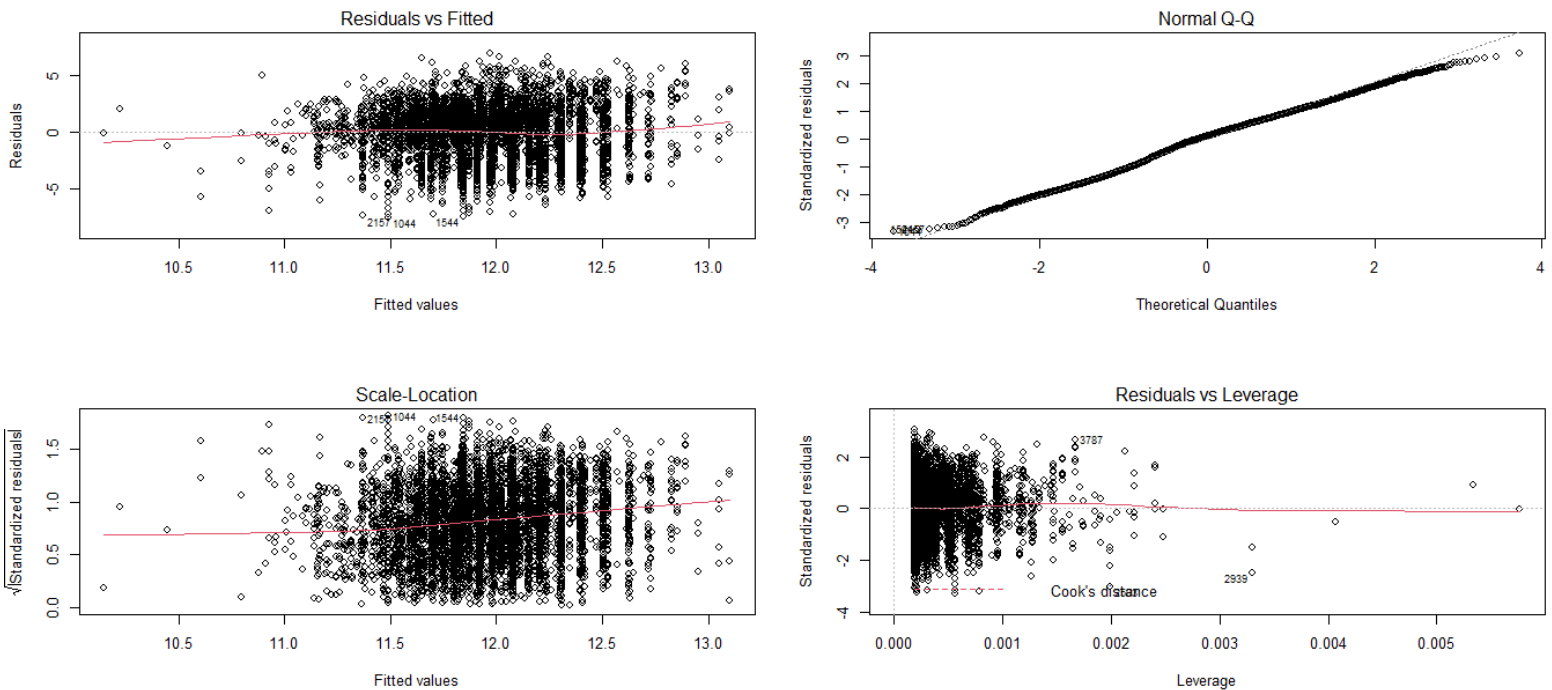 Residuals vs Fitted
Residuals
5
0
-5
2157 1044 1544
10.5 11.0 11.5 12.0 12.5 13.0
Fitted values
Normal Q-Q
Standardized residuals
3
2
1
0
-1
-2
-3
-4 -2 0 2 4
Theoretical Quantiles
Scale-Location
√|Standardized residuals|
1.5
1.0
0.5
0.0
1044 1544
10.5 11.0 11.5 12.0 12.5 13.0
Fitted values
Residuals vs Leverage
Standardized residuals
2
0
-2
-4
3787
2939
Cook's distance
0.000 0.001 0.002 0.003 0.004 0.005
Leverage